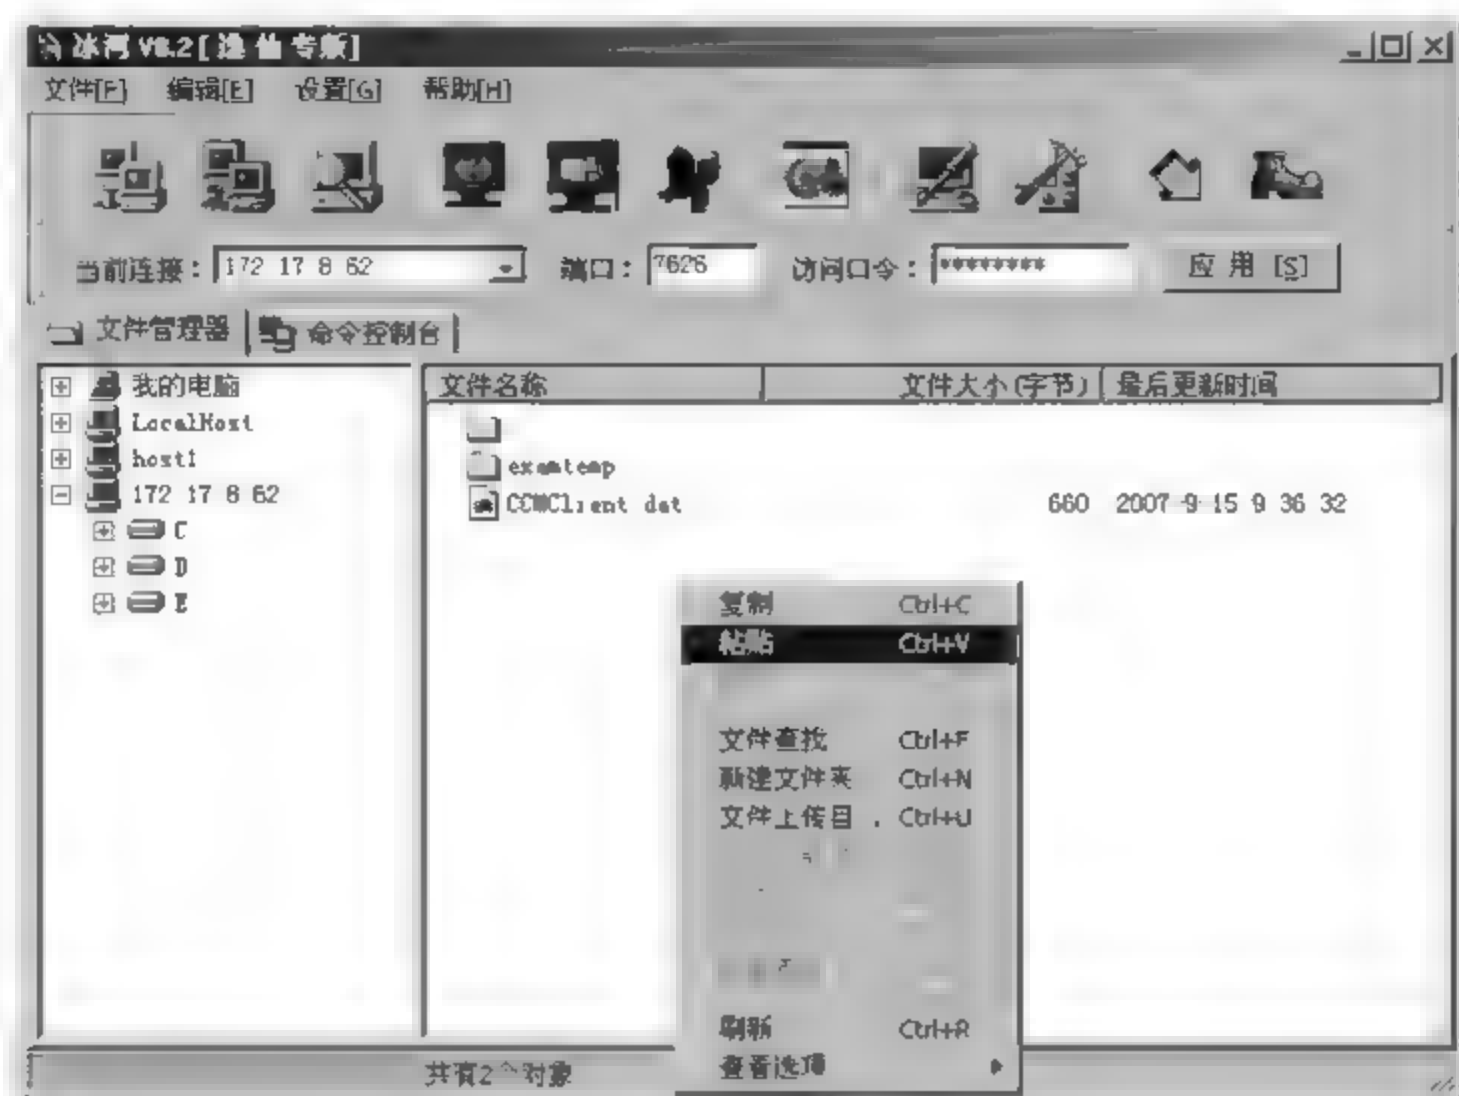 冰河 V8.2 [逸仙专版]
文件[F] 编辑[E] 设置[G] 帮助[H]
当前连接： 172 17 8 62 端口： 7626 访问口令： ******** 应用 [S]
文件管理器 命令控制台
我的电脑
LocalHost
host1
172 17 8 62
C
D
E
文件名称 文件大小(字节) 最后更新时间
examtemp
CCMClient dat 660 2007-9-15 9 36 32
复制 Ctrl+C
粘贴 Ctrl+V
文件查找 Ctrl+F
新建文件夹 Ctrl+N
文件上传自 . Ctrl+U
刷新 Ctrl+R
查看选项
共有2个对象